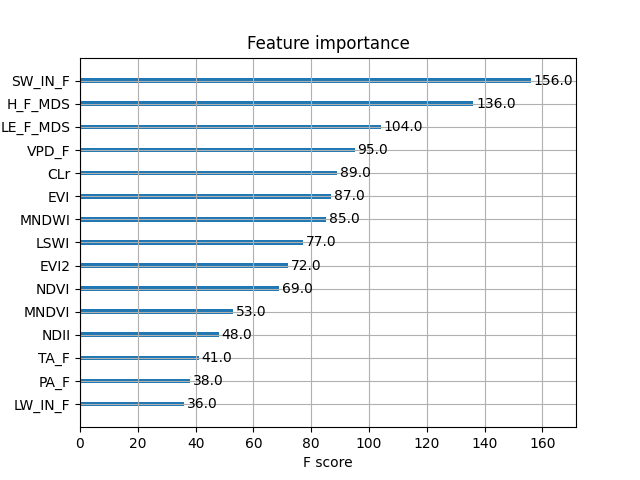 Feature importance
SW_IN_F 156.0
H_F_MDS 136.0
LE_F_MDS 104.0
VPD_F 95.0
CLr 89.0
EVI 87.0
MNDWI 85.0
LSWI 77.0
EVI2 72.0
NDVI 69.0
MNDVI 53.0
NDII 48.0
TA_F 41.0
PA_F 38.0
LW_IN_F 36.0
0 20 40 60 80 100 120 140 160
F score